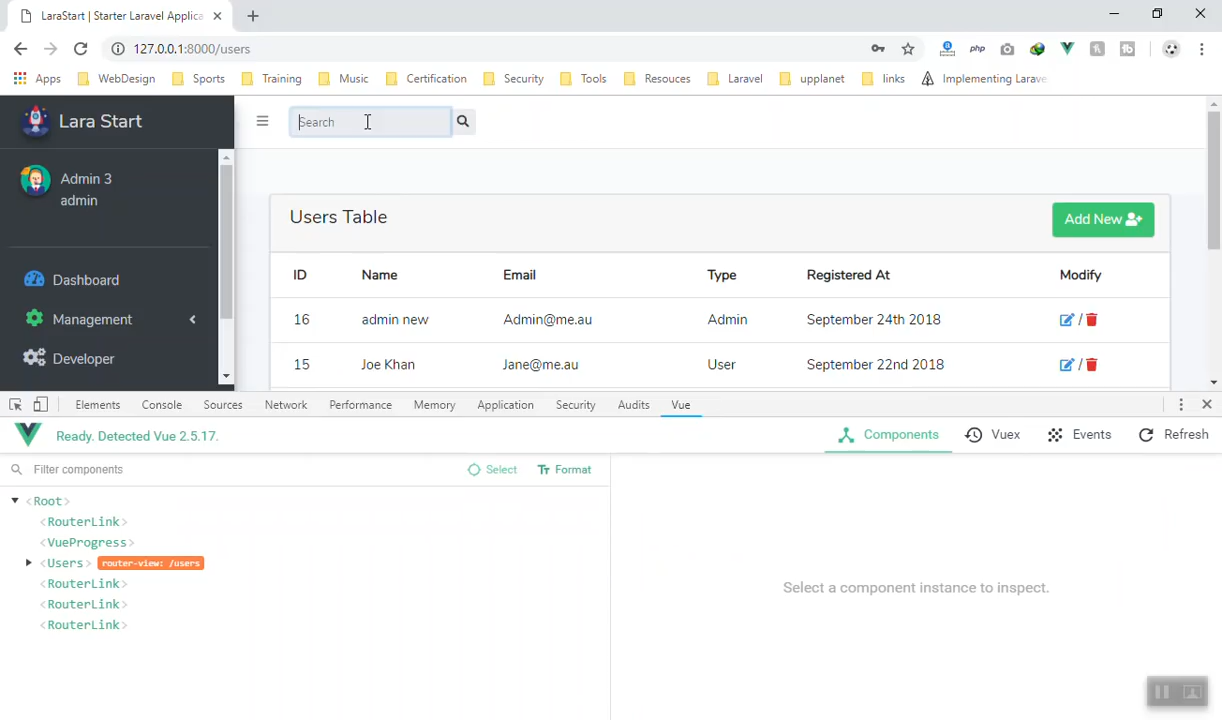 LaraStart | Starter Laravel Applica
127.0.0.1:8000/users
php
Apps WebDesign Sports Training Music Certification Security Tools Resouces Laravel upplanet links Implementing Larave
Lara Start
Search
Admin 3
admin
Users Table
Add New
ID Name Email Type Registered At Modify
Dashboard
16 admin new Admin@me.au Admin September 24th 2018 /
Management
15 Joe Khan Jane@me.au User September 22nd 2018 /
Developer
Elements Console Sources Network Performance Memory Application Security Audits Vue
Ready. Detected Vue 2.5.17.
Components Vuex Events Refresh
Filter components Select Tr Format
<Root>
<RouterLink>
<VueProgress>
<Users> router-view: /users
<RouterLink>
<RouterLink>
<RouterLink>
Select a component instance to inspect.